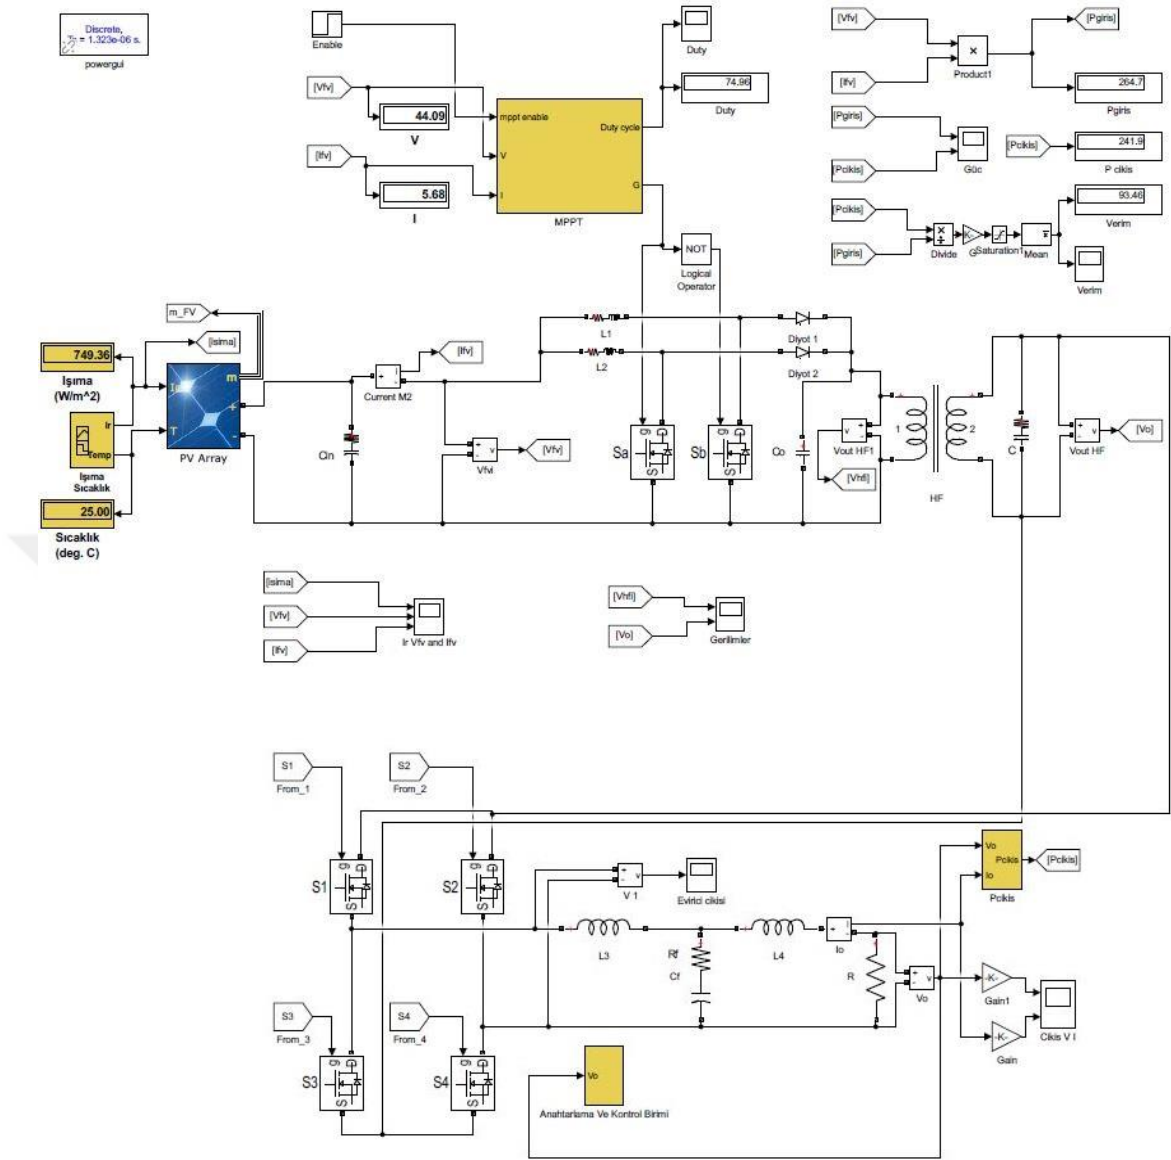 Discrete,
= 1.323e-06 s.
powergui
Enable
[Vfv]
44.09
V
[Ifv]
5.68
I
mppt enable
V
I
Duty cycle
G
MPPT
Duty
74.96
Duty
NOT
Logical
Operator
[Vfv]
[Ifv]
×
Product1
[Pgiris]
264.7
Pgiris
[Pgiris]
[Pcikis]
Güc
[Pcikis]
241.9
P cikis
[Pcikis]
[Pgiris]
×
÷
Divide
-K-
G
Saturation1
Mean
93.46
Verim
Verim
m_FV
[isima]
749.36
Işıma
(W/m^2)
Ir
Temp
Işıma
Sıcaklık
25.00
Sıcaklık
(deg. C)
m
+
-
T
PV Array
Cin
+
-
i
Current M2
[Ifv]
+
-
v
Vfvi
[Vfv]
L1
L2
Diyot 1
Diyot 2
g
D
S
Sa
g
D
S
Sb
Co
v
+
-
Vout HF1
[Vhfi]
1
2
HF
C
+
-
v
Vout HF
[Vo]
[isima]
[Vfv]
[Ifv]
Ir Vfv and Ifv
[Vhfi]
[Vo]
Gerilimler
S1
From_1
S2
From_2
g
D
S
S1
g
D
S
S2
+
-
v
V 1
Evirici cikisi
L3
Rf
Cf
L4
+
i
-
Io
R
+
-
v
Vo
Vo
Io
Pcikis
Pcikis
[Pcikis]
-K-
Gain1
-K-
Gain
Cikis V I
S3
From_3
S4
From_4
g
D
S
S3
g
D
S
S4
Vo
Anahtarlama Ve Kontrol Birimi